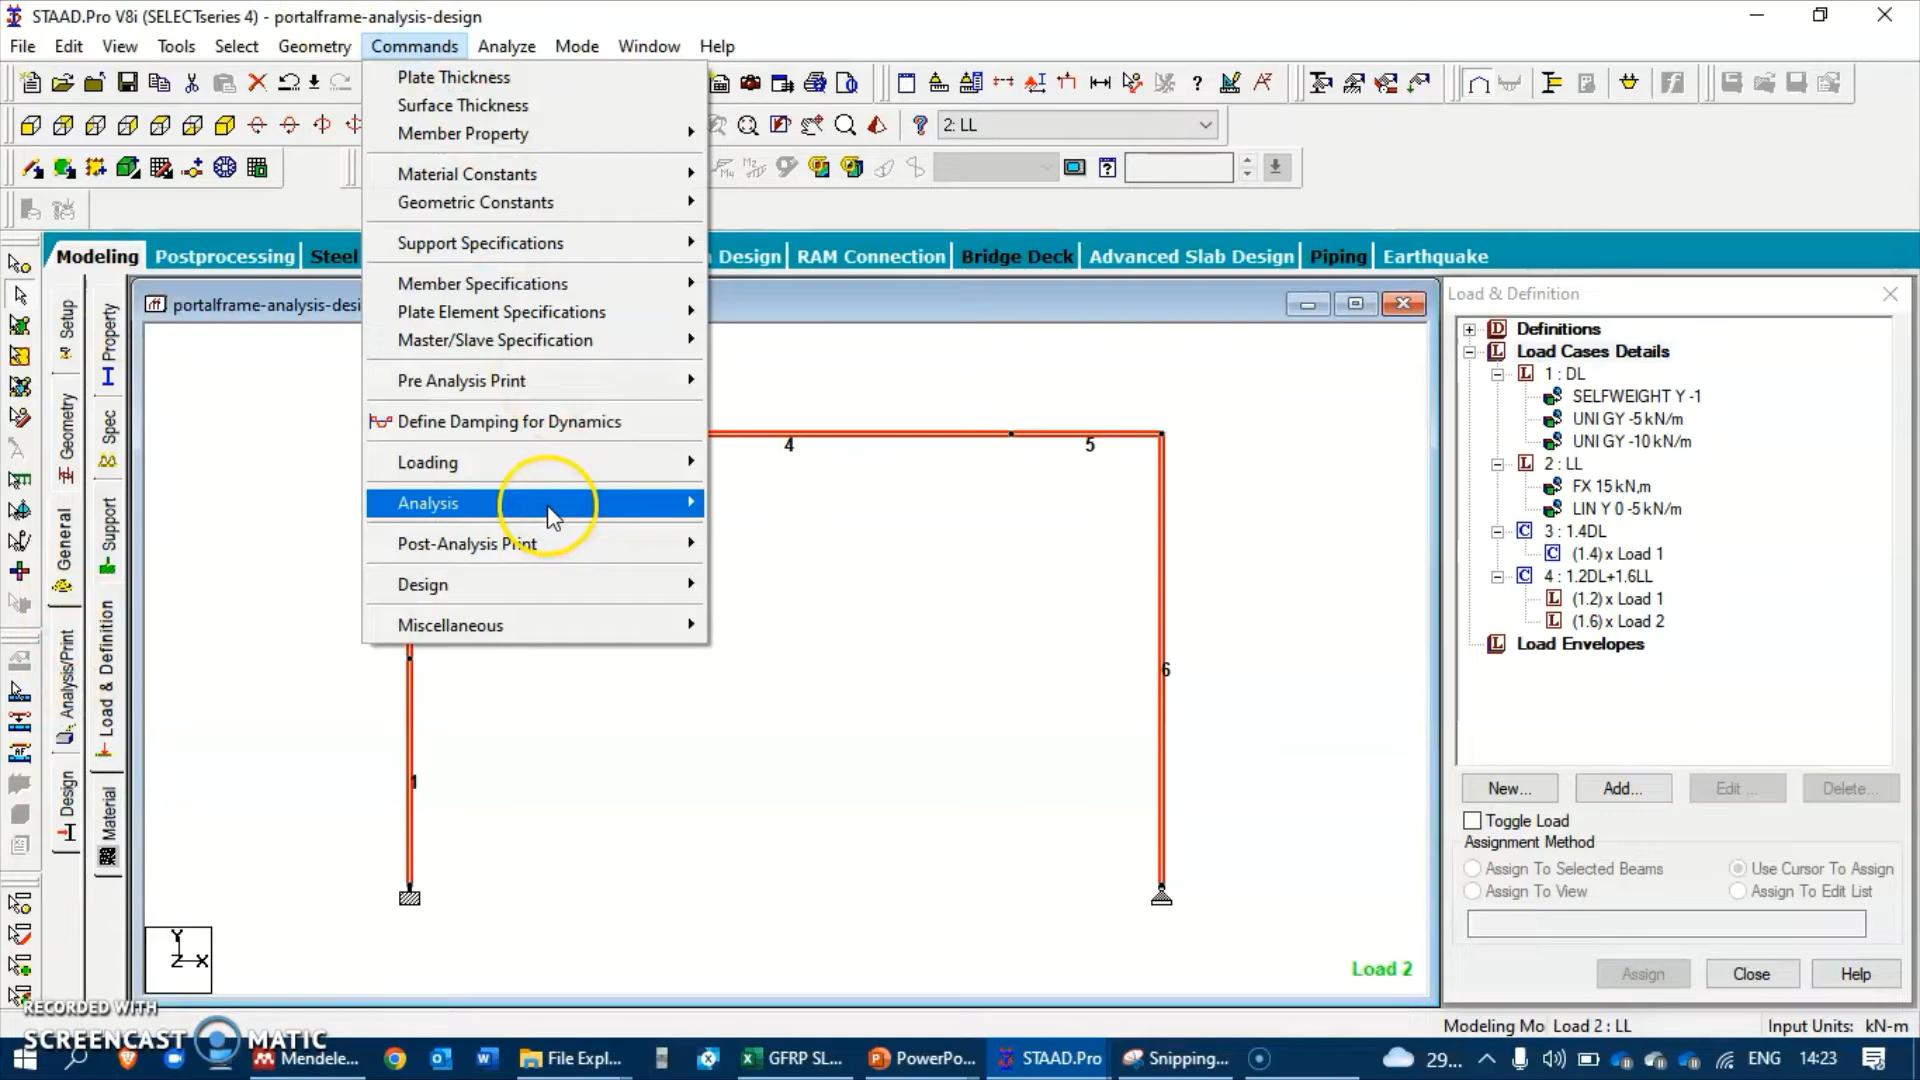 STAAD.Pro V8i (SELECTseries 4) - portalframe-analysis-design
File Edit View Tools Select Geometry Commands Analyze Mode Window Help
2: LL
Modeling Postprocessing Steel Design RAM Connection Bridge Deck Advanced Slab Design Piping Earthquake
Plate Thickness
Surface Thickness
Member Property
Material Constants
Geometric Constants
Support Specifications
Member Specifications
Plate Element Specifications
Master/Slave Specification
Pre Analysis Print
Define Damping for Dynamics
Loading
Analysis
Post-Analysis Print
Design
Miscellaneous
Setup
Geometry
General
Analysis/Print
Design
Property
Spec
Support
Load & Definition
Material
portalframe-analysis-desi
4
5
6
1
Y
Z X
Load 2
Load & Definition
Definitions
Load Cases Details
1 : DL
SELFWEIGHT Y -1
UNI GY -5 kN/m
UNI GY -10 kN/m
2 : LL
FX 15 kN,m
LIN Y 0 -5 kN/m
3 : 1.4DL
(1.4) x Load 1
4 : 1.2DL+1.6LL
(1.2) x Load 1
(1.6) x Load 2
Load Envelopes
New... Add... Edit ... Delete...
Toggle Load
Assignment Method
Assign To Selected Beams Use Cursor To Assign
Assign To View Assign To Edit List
Assign Close Help
Modeling Mo Load 2 : LL Input Units: kN-m
RECORDED WITH
SCREENCAST MATIC
Mendele... File Expl... GFRP SL... PowerPo... STAAD.Pro Snipping... 29... ENG 14:23